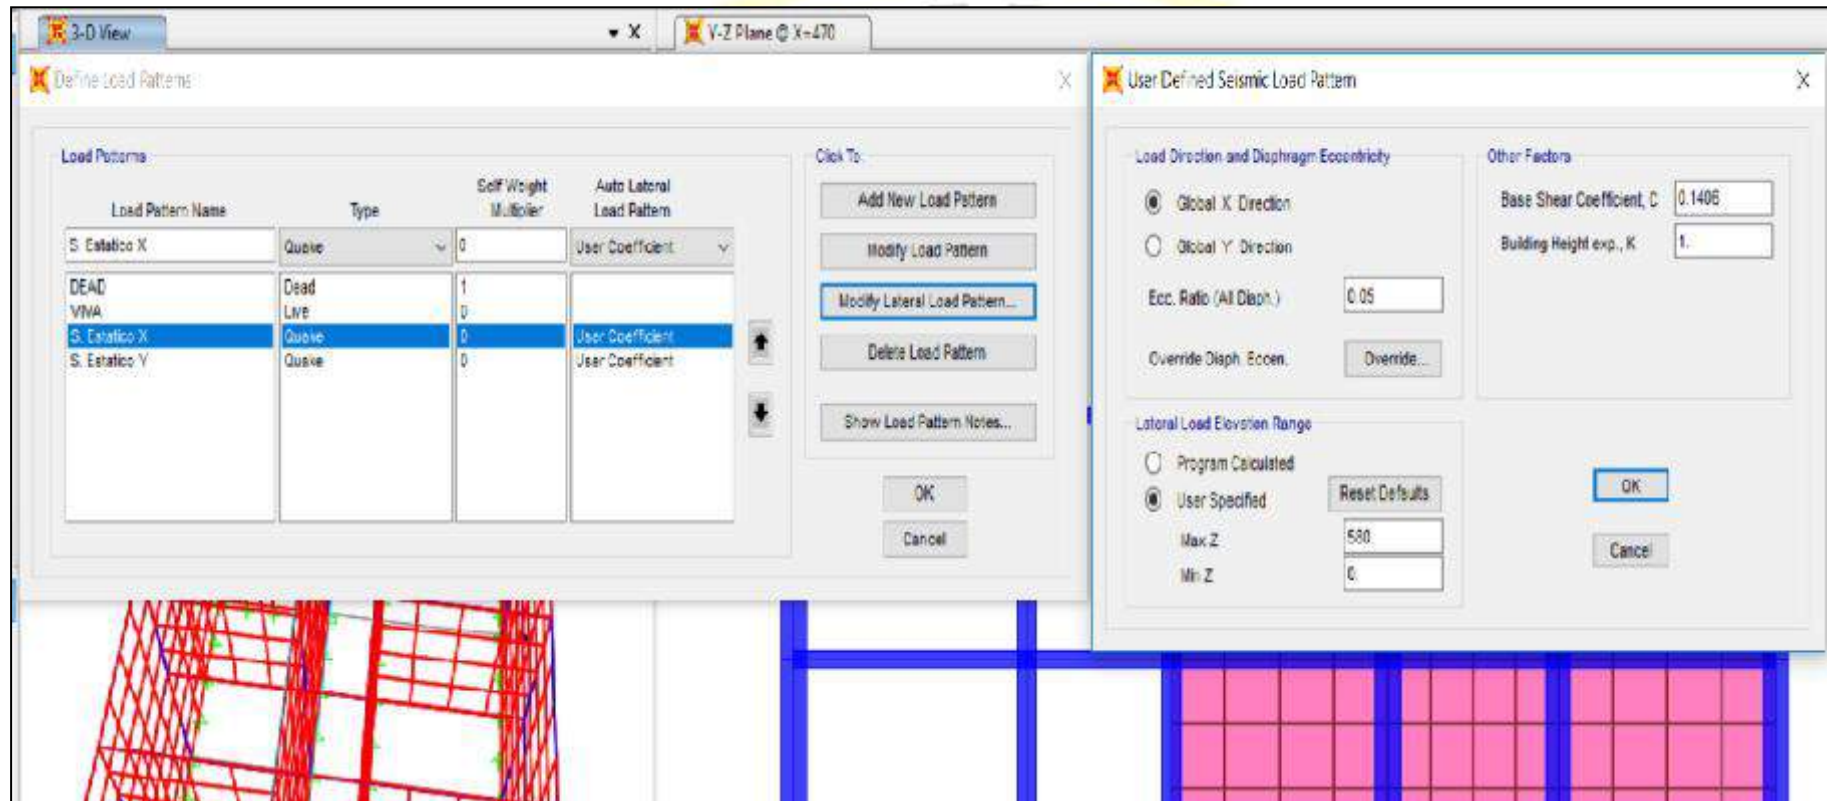 3-D View
X
Y-Z Plane @ X=470
Define Load Patterns
X
Load Patterns
Load Pattern Name
Type
Self Weight
Multiplier
Auto Lateral
Load Pattern
S. Estatico X
Quake
0
User Coefficient
DEAD
Dead
1
VIVA
Live
0
S. Estatico X
Quake
0
User Coefficient
S. Estatico Y
Quake
0
User Coefficient
Click To:
Add New Load Pattern
Modify Load Pattern
Modify Lateral Load Pattern...
Delete Load Pattern
Show Load Pattern Notes...
OK
Cancel
User Defined Seismic Load Pattern
X
Load Direction and Diaphragm Eccentricity
Global X Direction
Global Y Direction
Ecc. Ratio (All Diaph.)
0.05
Override Diaph. Eccen.
Override...
Other Factors
Base Shear Coefficient, C
0.1406
Building Height exp., K
1.
Lateral Load Elevation Range
Program Calculated
User Specified
Reset Defaults
Max Z
580.
Min Z
0.
OK
Cancel